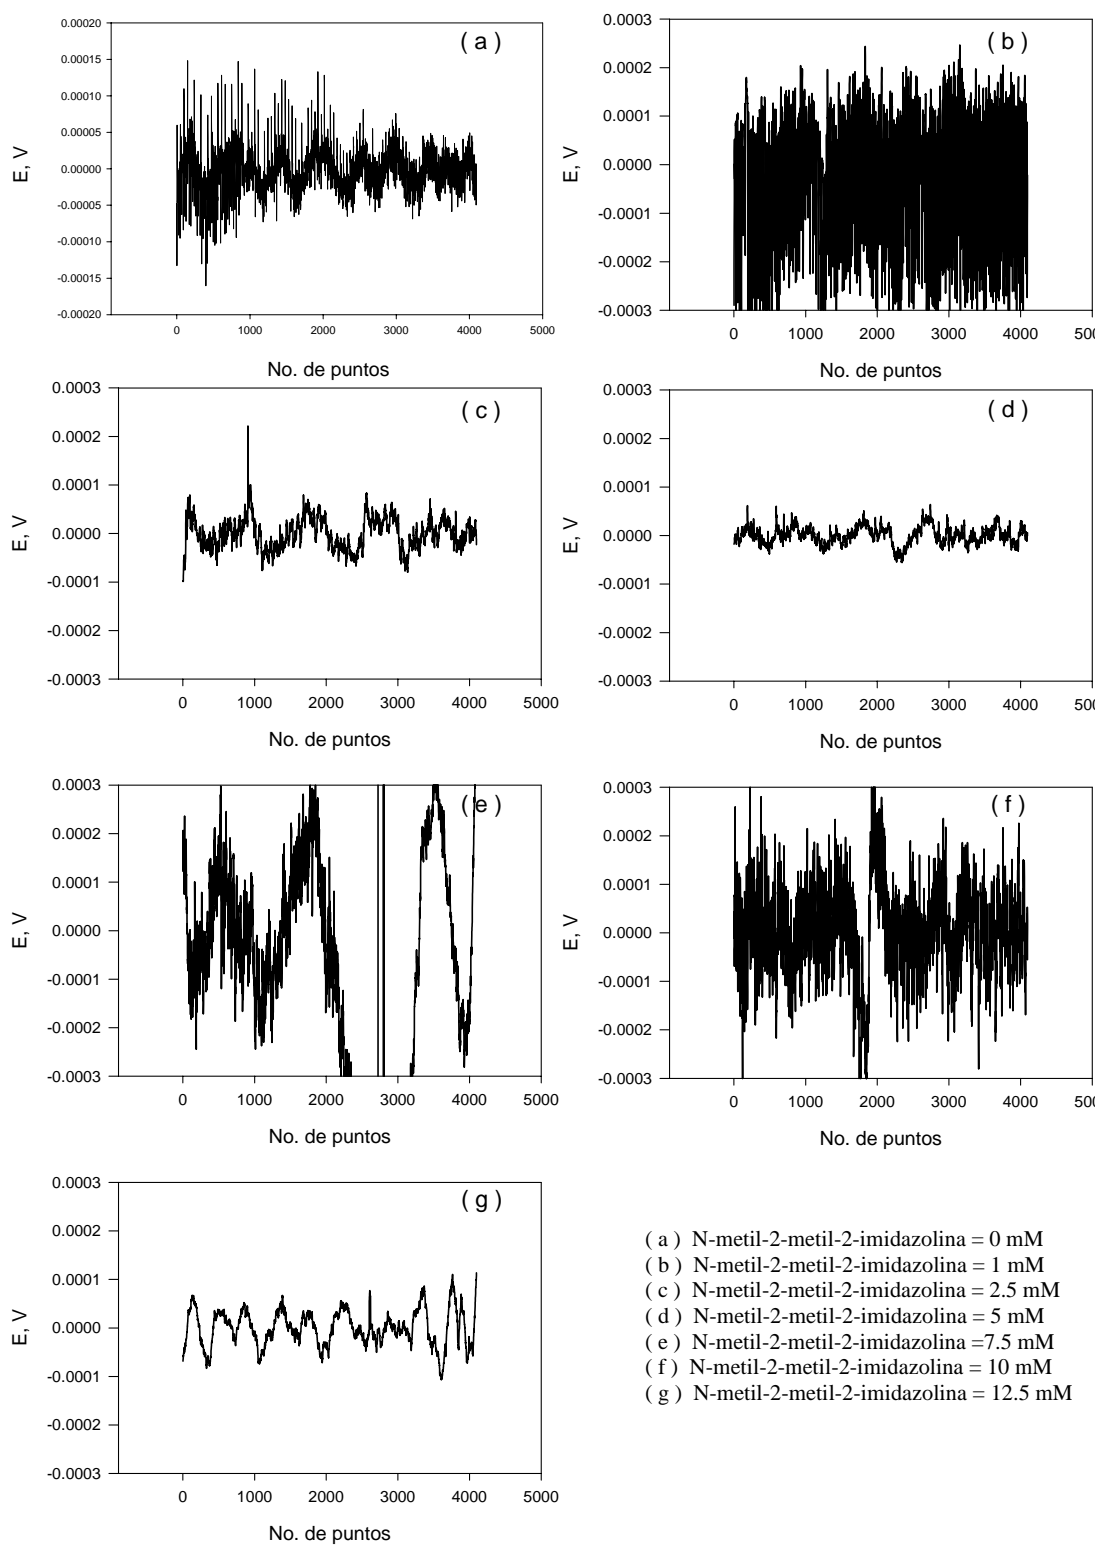 ( a )
E, V
0.00020
0.00015
0.00010
0.00005
0.00000
-0.00005
-0.00010
-0.00015
-0.00020
0 1000 2000 3000 4000 5000
No. de puntos
( b )
E, V
0.0003
0.0002
0.0001
0.0000
-0.0001
-0.0002
-0.0003
0 1000 2000 3000 4000
No. de puntos
( c )
E, V
0.0003
0.0002
0.0001
0.0000
-0.0001
-0.0002
-0.0003
0 1000 2000 3000 4000 5000
No. de puntos
( d )
E, V
0.0003
0.0002
0.0001
0.0000
-0.0001
-0.0002
-0.0003
0 1000 2000 3000 4000
No. de puntos
( e )
E, V
0.0003
0.0002
0.0001
0.0000
-0.0001
-0.0002
-0.0003
0 1000 2000 3000 4000 5000
No. de puntos
( f )
E, V
0.0003
0.0002
0.0001
0.0000
-0.0001
-0.0002
-0.0003
0 1000 2000 3000 4000
No. de puntos
( g )
E, V
0.0003
0.0002
0.0001
0.0000
-0.0001
-0.0002
-0.0003
0 1000 2000 3000 4000 5000
No. de puntos
( a ) N-metil-2-metil-2-imidazolina = 0 mM
( b ) N-metil-2-metil-2-imidazolina = 1 mM
( c ) N-metil-2-metil-2-imidazolina = 2.5 mM
( d ) N-metil-2-metil-2-imidazolina = 5 mM
( e ) N-metil-2-metil-2-imidazolina =7.5 mM
( f ) N-metil-2-metil-2-imidazolina = 10 mM
( g ) N-metil-2-metil-2-imidazolina = 12.5 mM